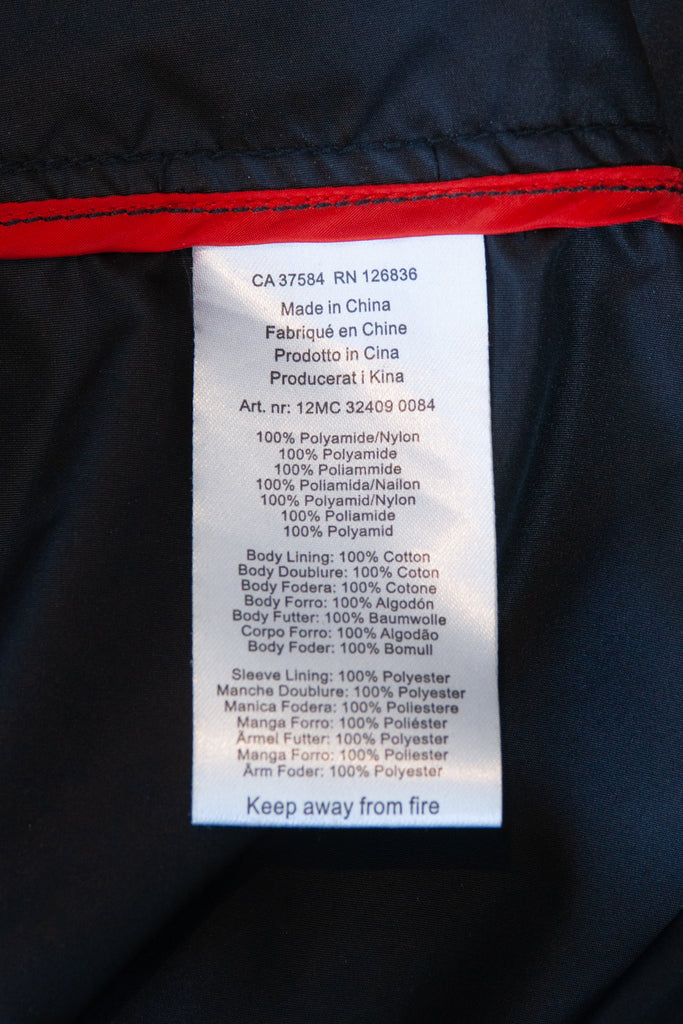 CA 37584 RN 126836
Made in China
Fabriqué en Chine
Prodotto in Cina
Producerat i Kina
Art. nr: 12MC 32409 0084
100% Polyamide/Nylon
100% Polyamide
100% Poliammide
100% Poliamida/Nailon
100% Polyamid/Nylon
100% Poliamide
100% Polyamid
Body Lining: 100% Cotton
Body Doublure: 100% Coton
Body Fodera: 100% Cotone
Body Forro: 100% Algodón
Body Futter: 100% Baumwolle
Corpo Forro: 100% Algodão
Body Foder: 100% Bomull
Sleeve Lining: 100% Polyester
Manche Doublure: 100% Polyester
Manica Fodera: 100% Poliestere
Manga Forro: 100% Poliéster
Ärmel Futter: 100% Polyester
Manga Forro: 100% Poliester
Ärm Foder: 100% Polyester
Keep away from fire